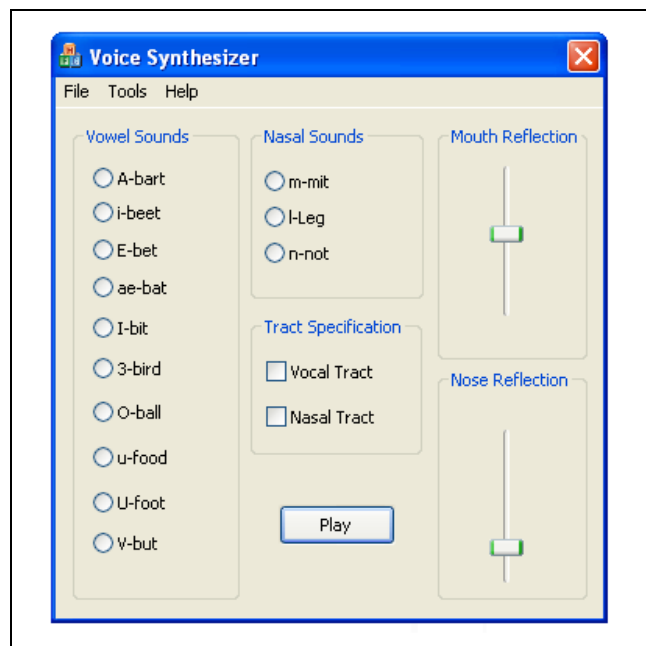 Voice Synthesizer
File Tools Help
Vowel Sounds
A-bart
i-beet
E-bet
ae-bat
I-bit
3-bird
O-ball
u-food
U-foot
V-but
Nasal Sounds
m-mit
l-Leg
n-not
Tract Specification
Vocal Tract
Nasal Tract
Play
Mouth Reflection
Nose Reflection